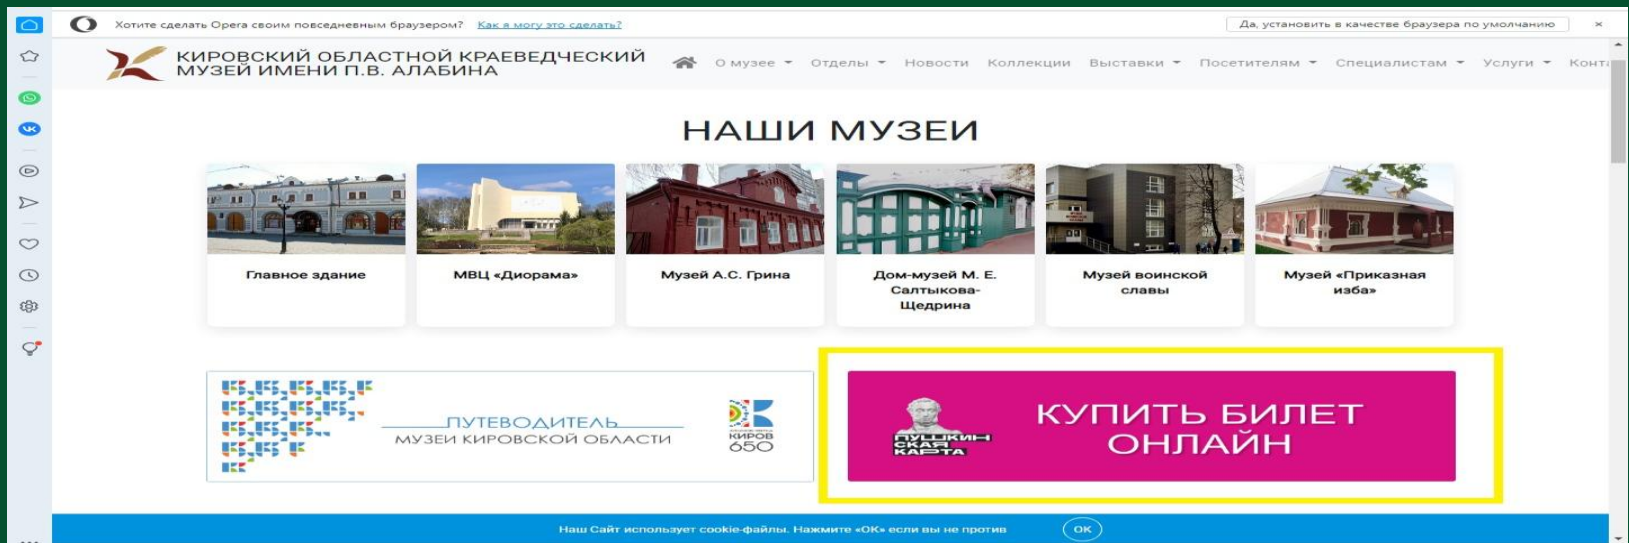 Хотите сделать Opera своим повседневным браузером? Как я могу это сделать? Да, установить в качестве браузера по умолчанию
КИРОВСКИЙ ОБЛАСТНОЙ КРАЕВЕДЧЕСКИЙ
МУЗЕЙ ИМЕНИ П.В. АЛАБИНА
О музее Отделы Новости Коллекции Выставки Посетителям Специалистам Услуги Конта
НАШИ МУЗЕИ
Главное здание
МВЦ «Диорама»
Музей А.С. Грина
Дом-музей М. Е.
Салтыкова-
Щедрина
Музей воинской
славы
Музей «Приказная
изба»
ПУТЕВОДИТЕЛЬ
МУЗЕИ КИРОВСКОЙ ОБЛАСТИ
КИРОВ
650
ПУШКИН
СКАЯ
КАРТА
КУПИТЬ БИЛЕТ
ОНЛАЙН
Наш Сайт использует cookie-файлы. Нажмите «ОК» если вы не против ОК